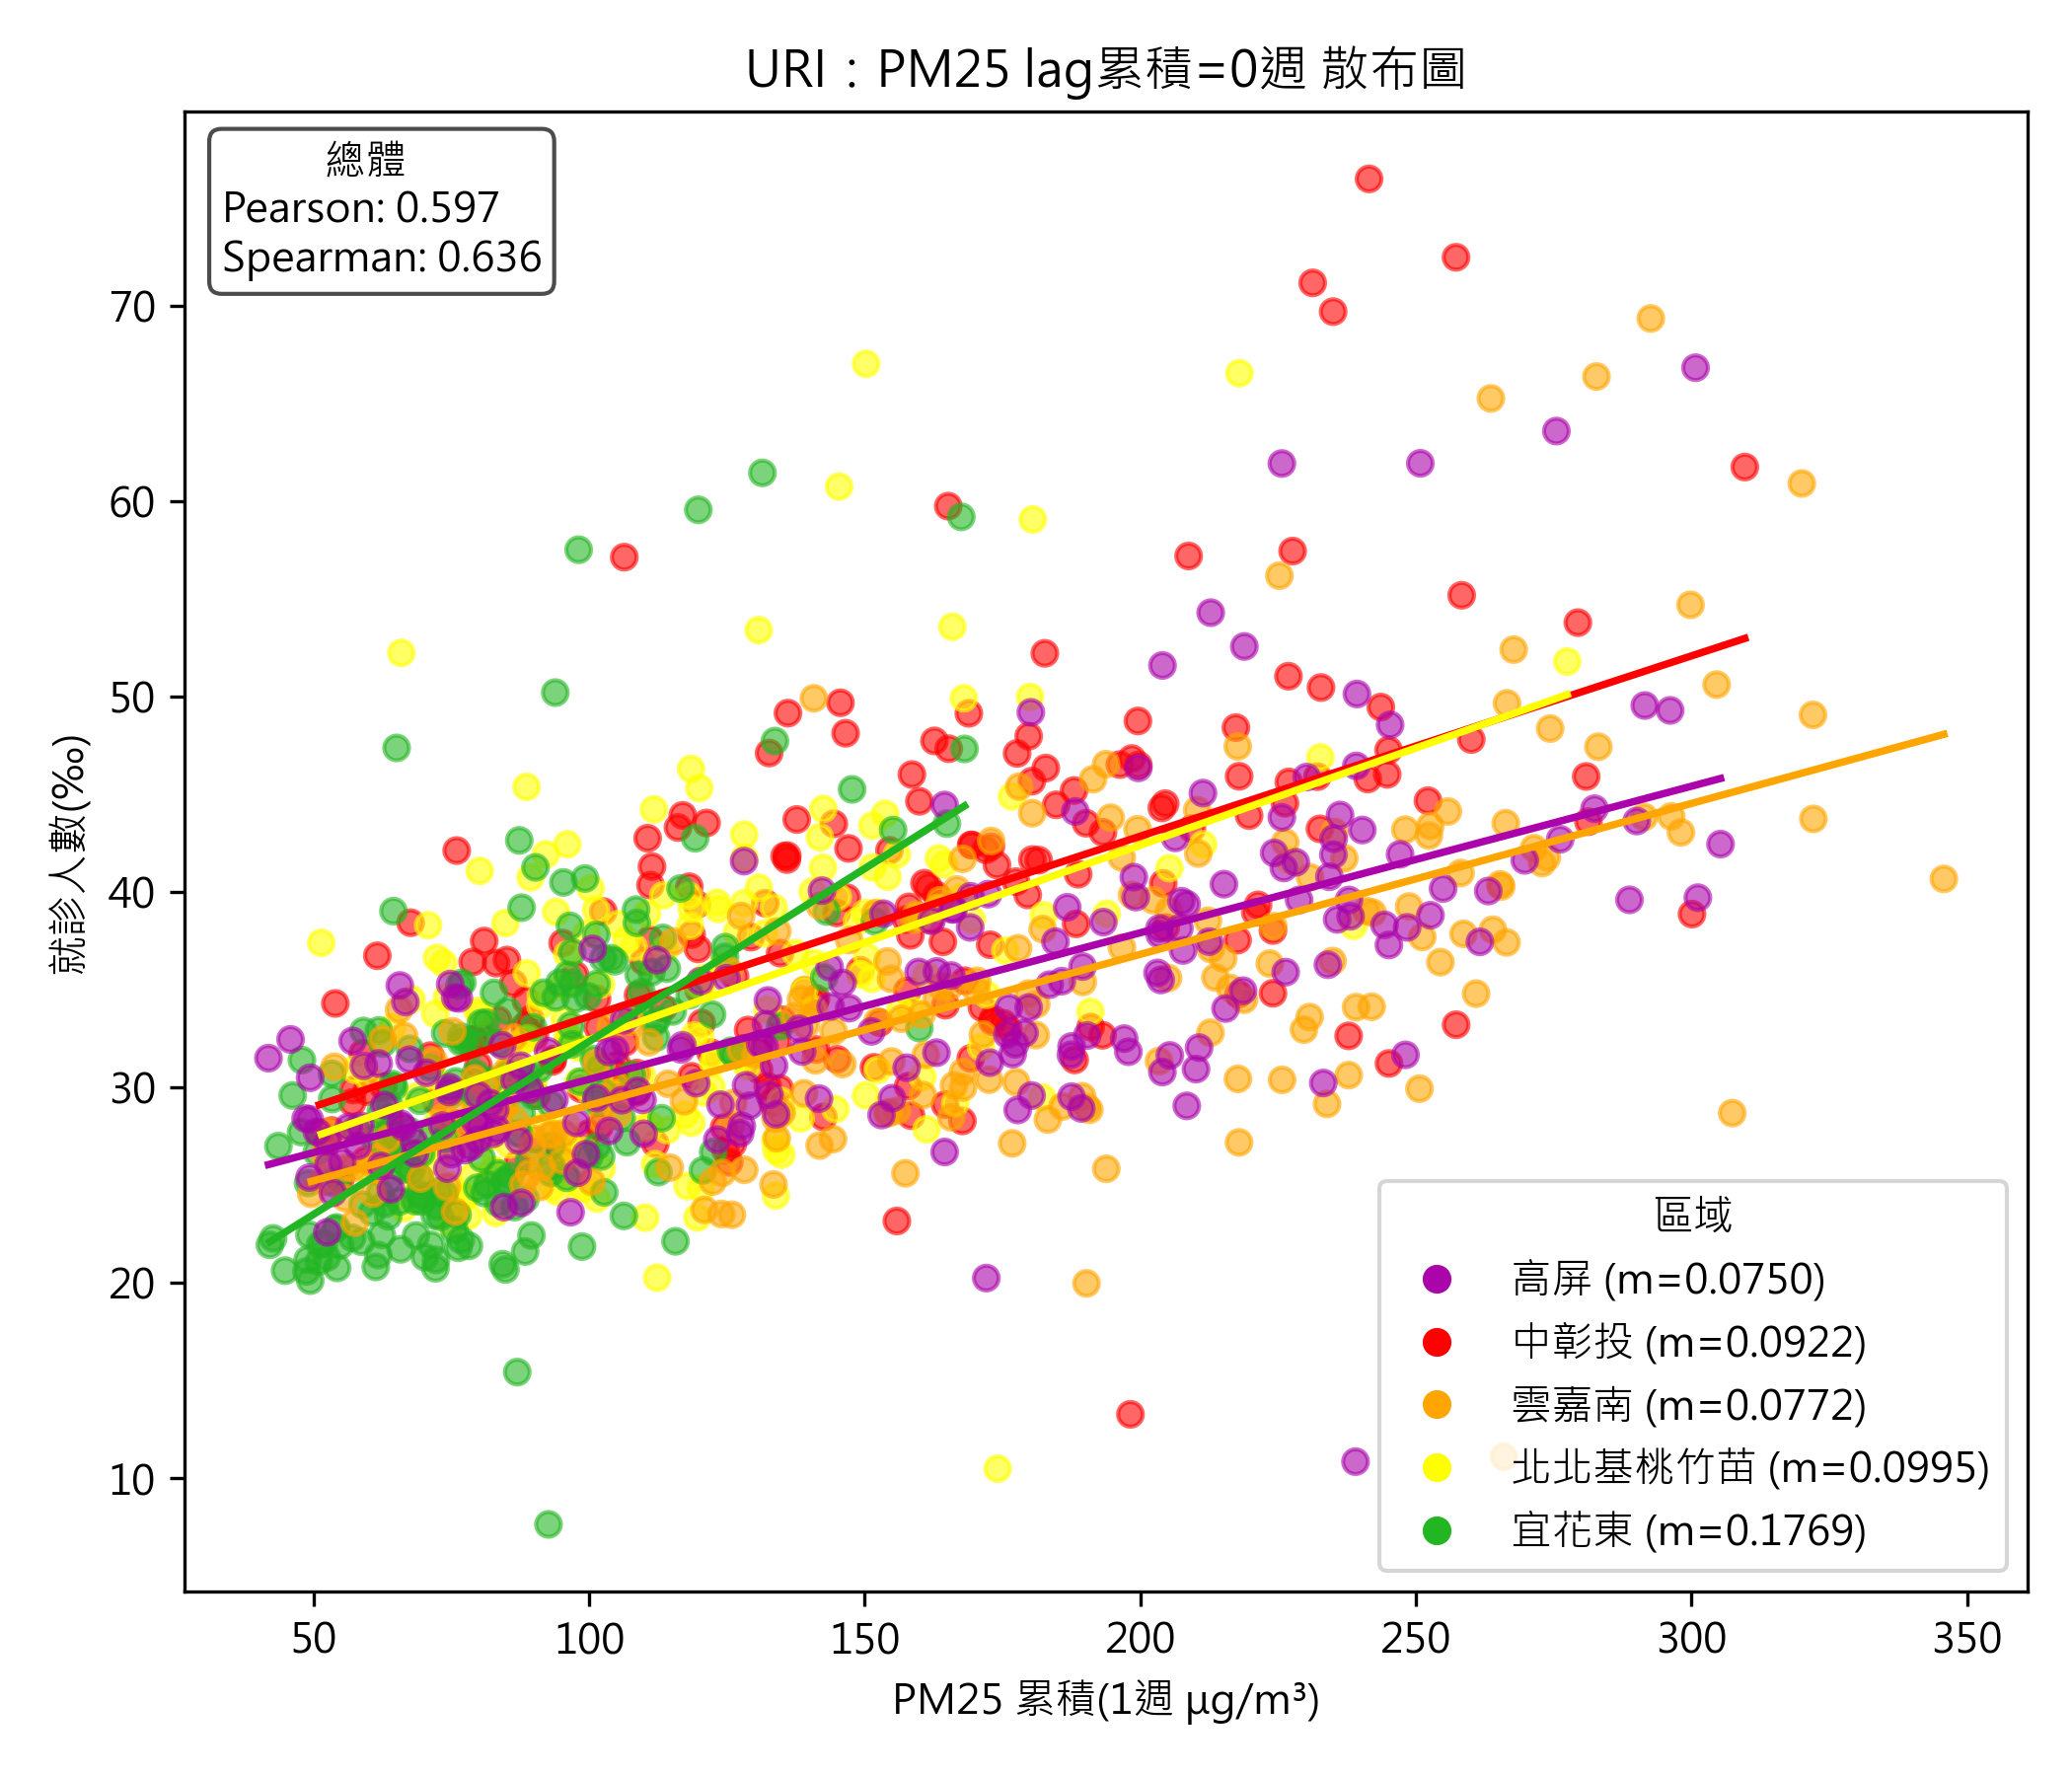 URI：PM25 lag累積=0週 散布圖
總體
Pearson: 0.597
Spearman: 0.636
就診人數(‰)
70
60
50
40
30
20
10
區域
高屏 (m=0.0750)
中彰投 (m=0.0922)
雲嘉南 (m=0.0772)
北北基桃竹苗 (m=0.0995)
宜花東 (m=0.1769)
50 100 150 200 250 300 350
PM25 累積(1週 μg/m³)